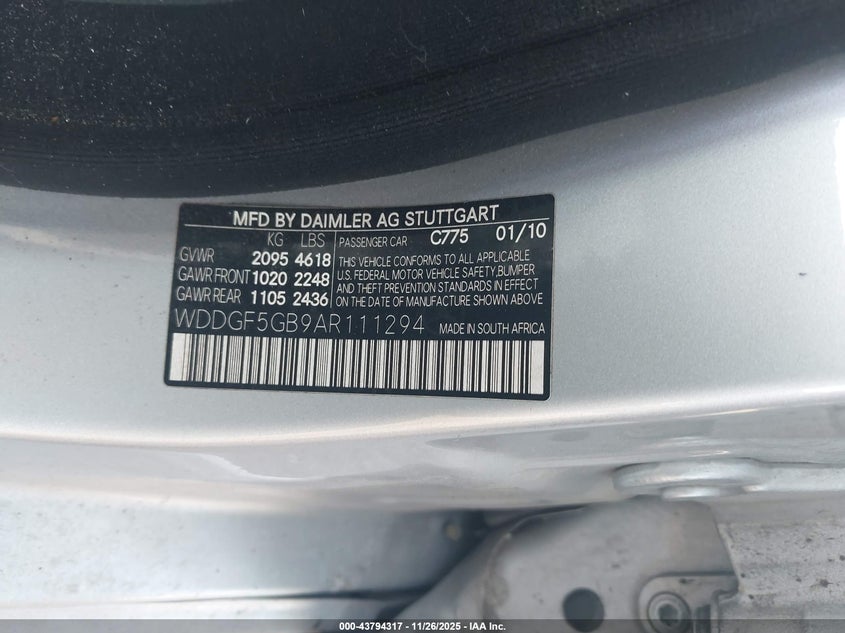 MFD BY DAIMLER AG STUTTGART
KG LBS PASSENGER CAR C775 01/10
GVWR 2095 4618
GAWR FRONT 1020 2248
GAWR REAR 1105 2436
THIS VEHICLE CONFORMS TO ALL APPLICABLE
U.S. FEDERAL MOTOR VEHICLE SAFETY,BUMPER
AND THEFT PREVENTION STANDARDS IN EFFECT
ON THE DATE OF MANUFACTURE SHOWN ABOVE
WDDGF5GB9AR111294 MADE IN SOUTH AFRICA
000-43794317 | 11/26/2025 | IAA Inc.